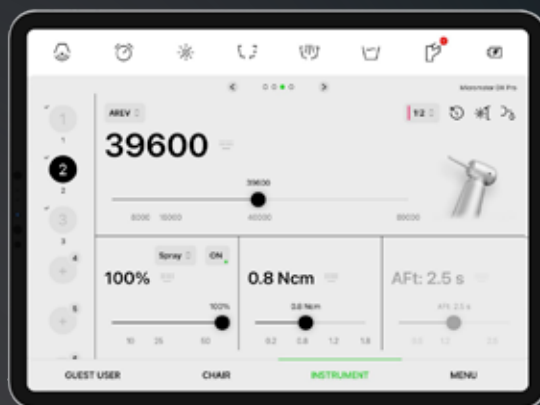 Micromotor DX Pro
AREV
1:2
39600
39600
8000 15000 40000 80000
1
1
2
2
3
3
4
5
Spray ON
100% 0.8 Ncm AFt: 2.5 s
100% 0.8 Ncm AFt: 2.5 s
10 25 50
0.2 0.8 1.2 1.8
GUEST USER CHAIR INSTRUMENT MENU